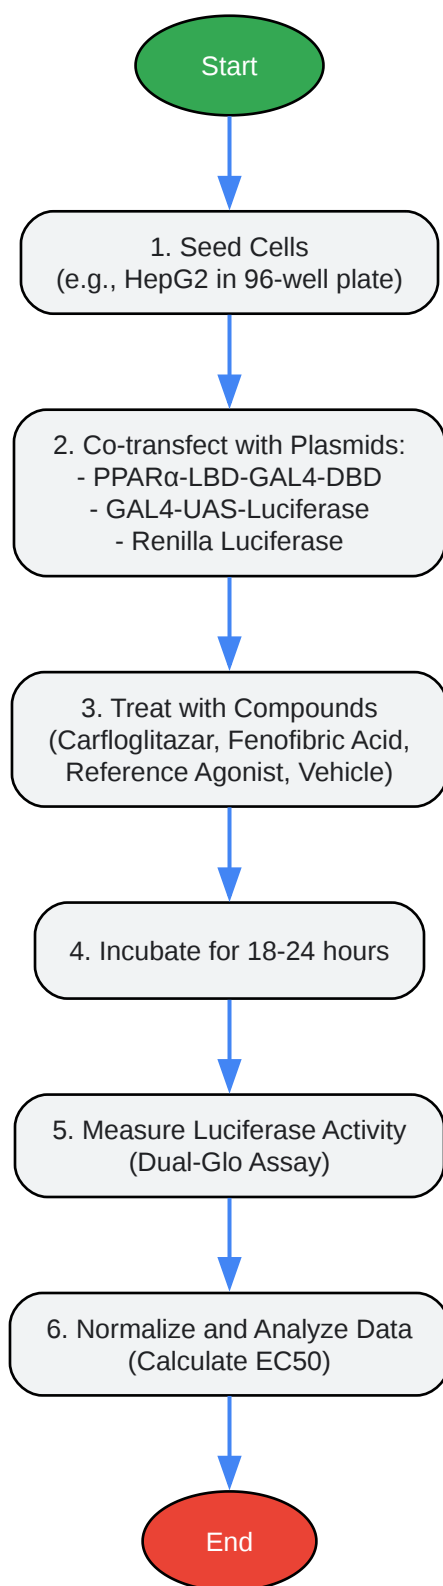 Start
1. Seed Cells
(e.g., HepG2 in 96-well plate)
2. Co-transfect with Plasmids:
- PPARα-LBD-GAL4-DBD
- GAL4-UAS-Luciferase
- Renilla Luciferase
3. Treat with Compounds
(Carfloglitazar, Fenofibric Acid,
Reference Agonist, Vehicle)
4. Incubate for 18-24 hours
5. Measure Luciferase Activity
(Dual-Glo Assay)
6. Normalize and Analyze Data
(Calculate EC50)
End